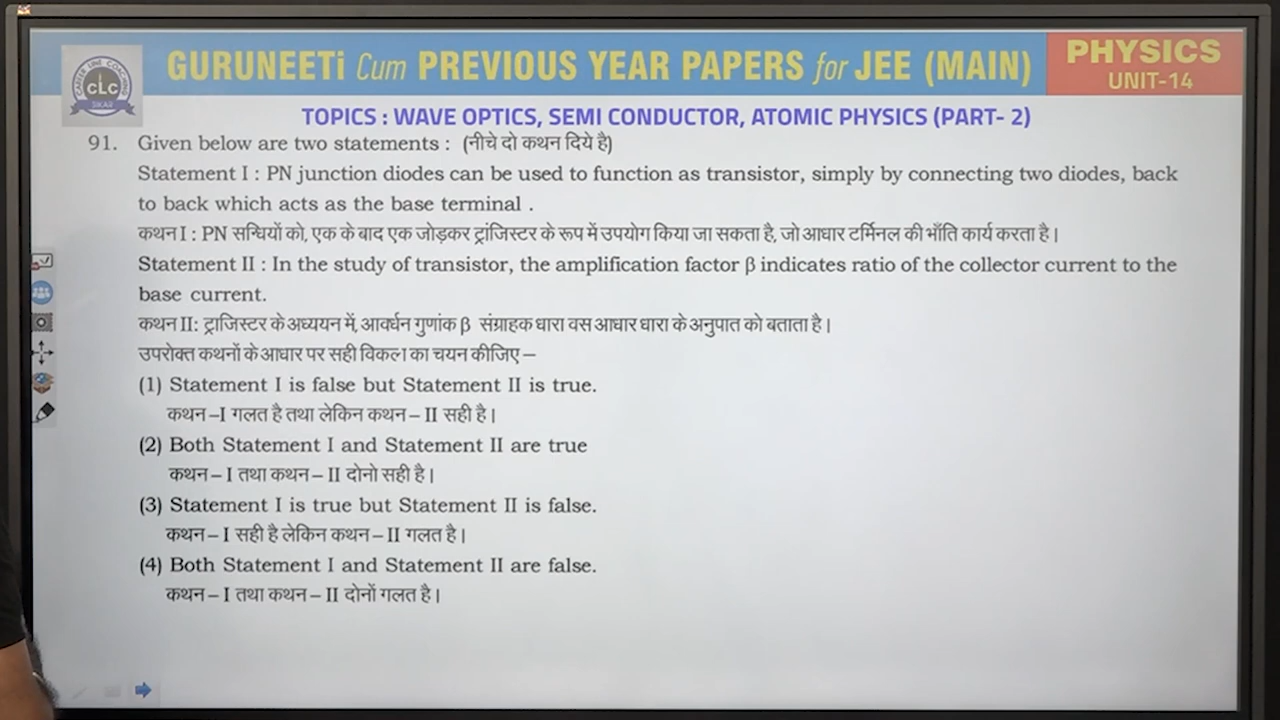 GURUNEETi Cum PREVIOUS YEAR PAPERS for JEE (MAIN)
PHYSICS
UNIT-14
CAREER LINE COACHING
CLC
SIKAR
TOPICS : WAVE OPTICS, SEMI CONDUCTOR, ATOMIC PHYSICS (PART- 2)
91. Given below are two statements : (नीचे दो कथन दिये है)
Statement I : PN junction diodes can be used to function as transistor, simply by connecting two diodes, back
to back which acts as the base terminal .
कथन I : PN सन्धियों को, एक के बाद एक जोड़कर ट्रांजिस्टर के रूप में उपयोग किया जा सकता है, जो आधार टर्मिनल की भाँति कार्य करता है।
Statement II : In the study of transistor, the amplification factor β indicates ratio of the collector current to the
base current.
कथन II: ट्राजिस्टर के अध्ययन में, आवर्धन गुणांक β संग्राहक धारा वस आधार धारा के अनुपात को बताता है।
उपरोक्त कथनों के आधार पर सही विकल्प का चयन कीजिए –
(1) Statement I is false but Statement II is true.
कथन –I गलत है तथा लेकिन कथन – II सही है।
(2) Both Statement I and Statement II are true
कथन – I तथा कथन – II दोनो सही है।
(3) Statement I is true but Statement II is false.
कथन – I सही है लेकिन कथन – II गलत है।
(4) Both Statement I and Statement II are false.
कथन – I तथा कथन – II दोनों गलत है।